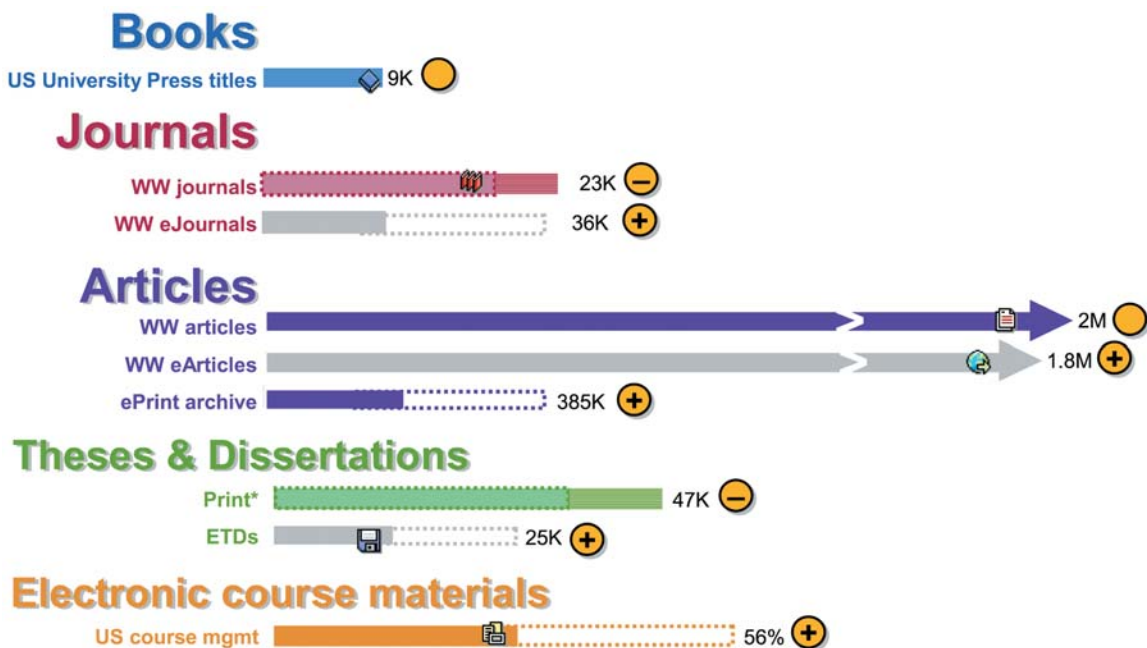 Books
US University Press titles 9K
Journals
WW journals 23K −
WW eJournals 36K +
Articles
WW articles 2M
WW eArticles 1.8M +
ePrint archive 385K +
Theses & Dissertations
Print* 47K −
ETDs 25K +
Electronic course materials
US course mgmt 56% +